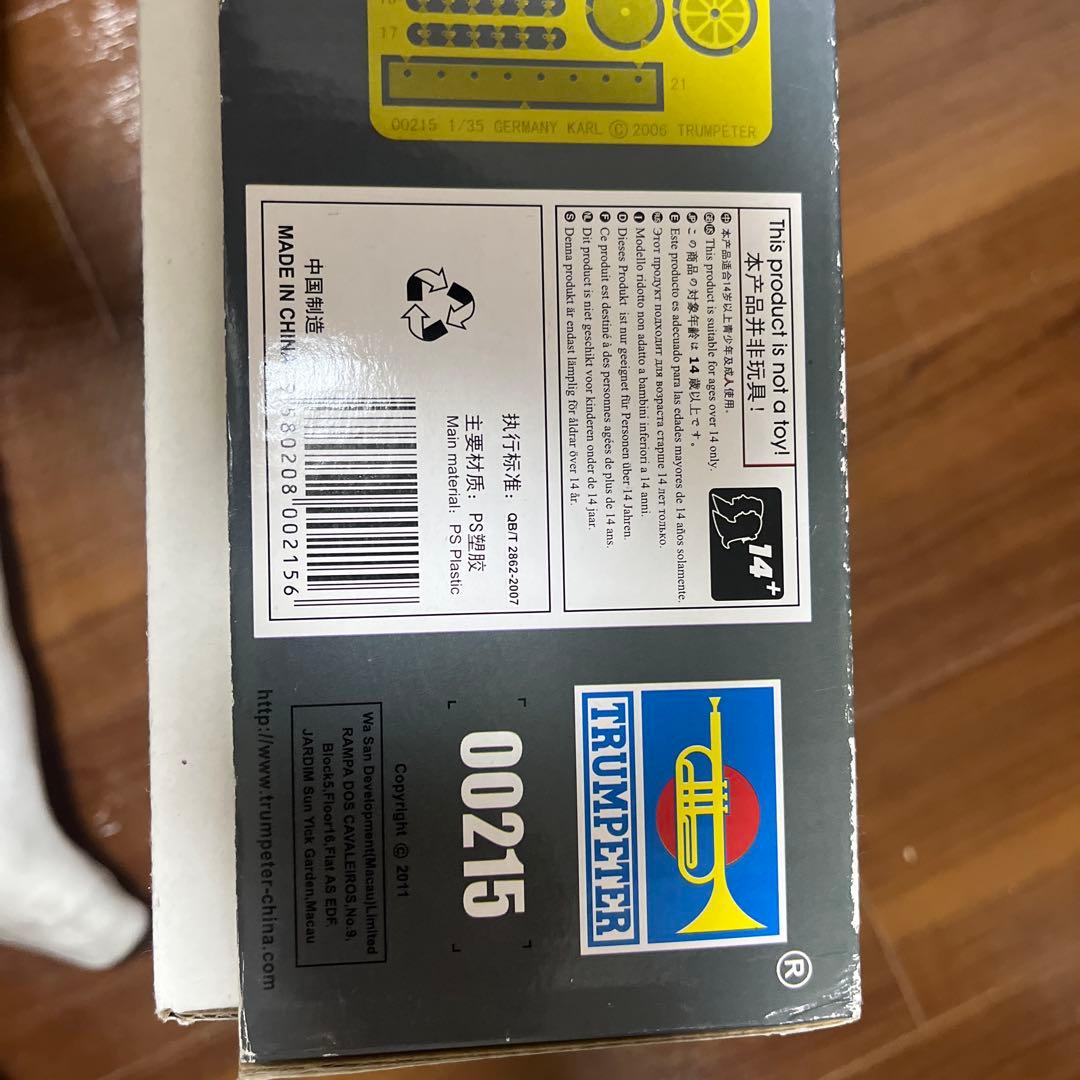 17
21
00215 1/35 GERMANY KARL © 2006 TRUMPETER
This product is not a toy!
本产品并非玩具！
14+
中 本产品适合14岁以上青少年及成人使用.
GB/US This product is suitable for ages over 14 only.
JP この商品の対象年齢は 14 歳以上です。
E Este producto es adecuado para las edades mayores de 14 años solamente.
Этот продукт подходит для возраста старше 14 лет только.
I Modello ridotto non adatto a bambini inferiori a 14 anni.
D Dieses Produkt ist nur geeignet für Personen über 14 Jahren.
F Ce produit est destiné à des personnes agées de plus de 14 ans.
N Dit product is niet geschikt voor kinderen onder de 14 jaar.
S Denna produkt är endast lämplig för åldrar över 14 år.
执行标准： QB/T 2862-2007
主要材质：PS塑胶
Main material: PS Plastic
中国制造
MADE IN CHINA
580208 002156
TRUMPETER
®
00215
Copyright © 2011
Wa San Development(Macau)Limited
RAMPA DOS CAVALEIROS,No.9,
Block5,Floor16,Flat AS EDF,
JARDIM Sun Yick Garden,Macau
http://www.trumpeter-china.com